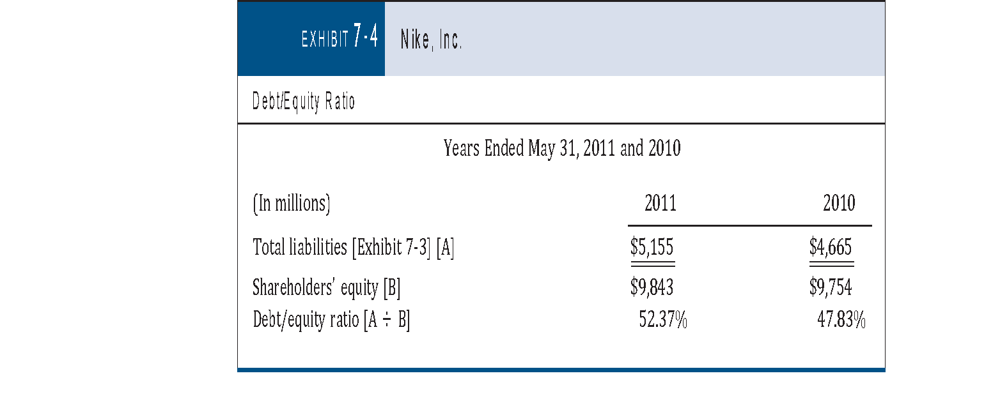 EXHIBIT 7-4 Nike, Inc.
Debt/Equity Ratio
Years Ended May 31, 2011 and 2010
(In millions) 2011 2010
Total liabilities [Exhibit 7-3] [A] $5,155 $4,665
Shareholders’ equity [B] $9,843 $9,754
Debt/equity ratio [A ÷ B] 52.37% 47.83%